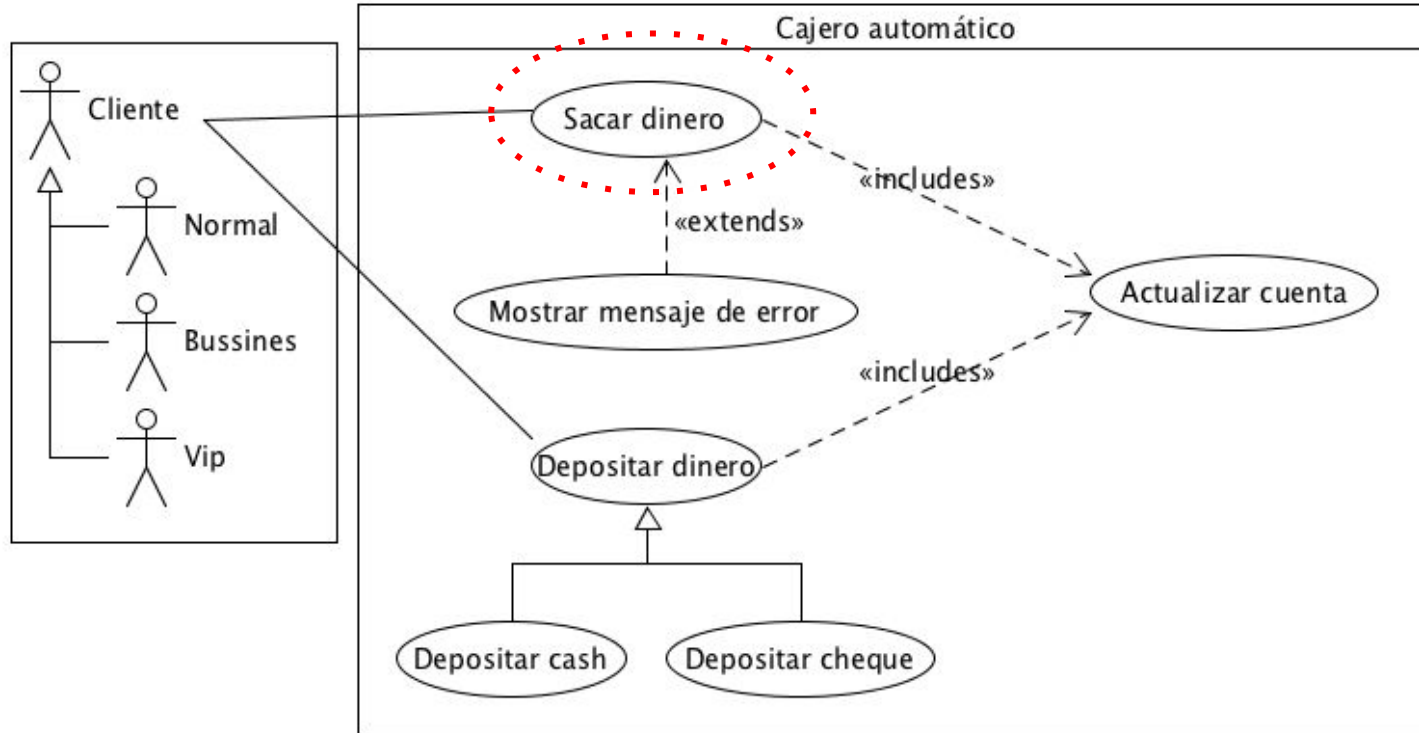 Cajero automático
Cliente
Sacar dinero
«includes»
Normal
«extends»
Actualizar cuenta
Mostrar mensaje de error
Bussines
«includes»
Vip
Depositar dinero
Depositar cash
Depositar cheque